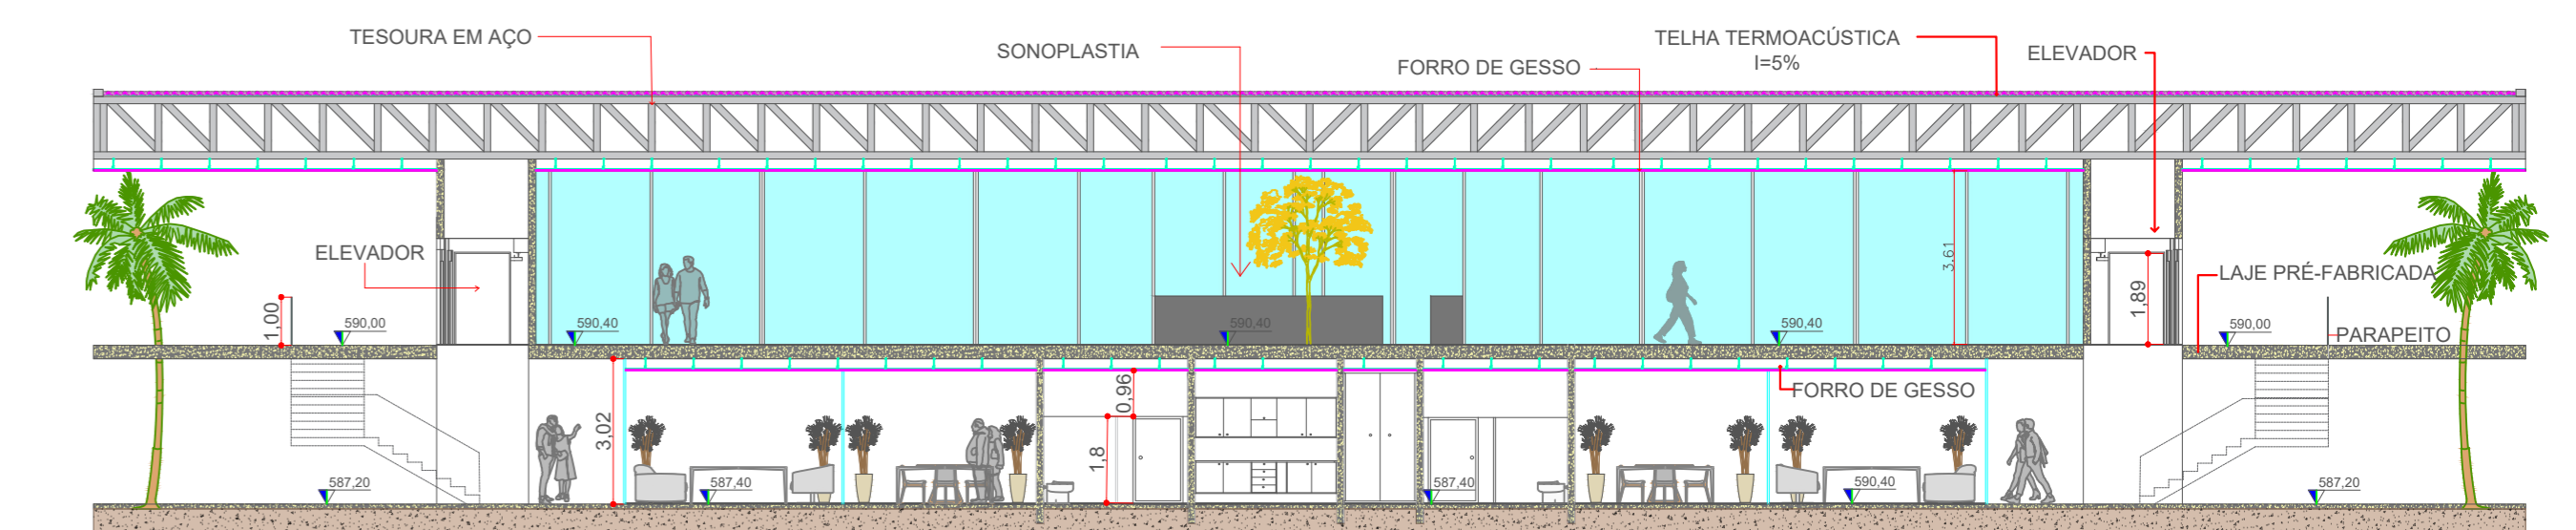 TESOURA EM AÇO
SONOPLASTIA
TELHA TERMOACÚSTICA
I=5%
ELEVADOR
FORRO DE GESSO
ELEVADOR
3.61
LAJE PRÉ-FABRICADA
1,00
1,89
590,00
590,40
590,40
590,40
590,00
PARAPEITO
0,96
FORRO DE GESSO
3,02
1,8
587,20
587,40
587,40
590,40
587,20